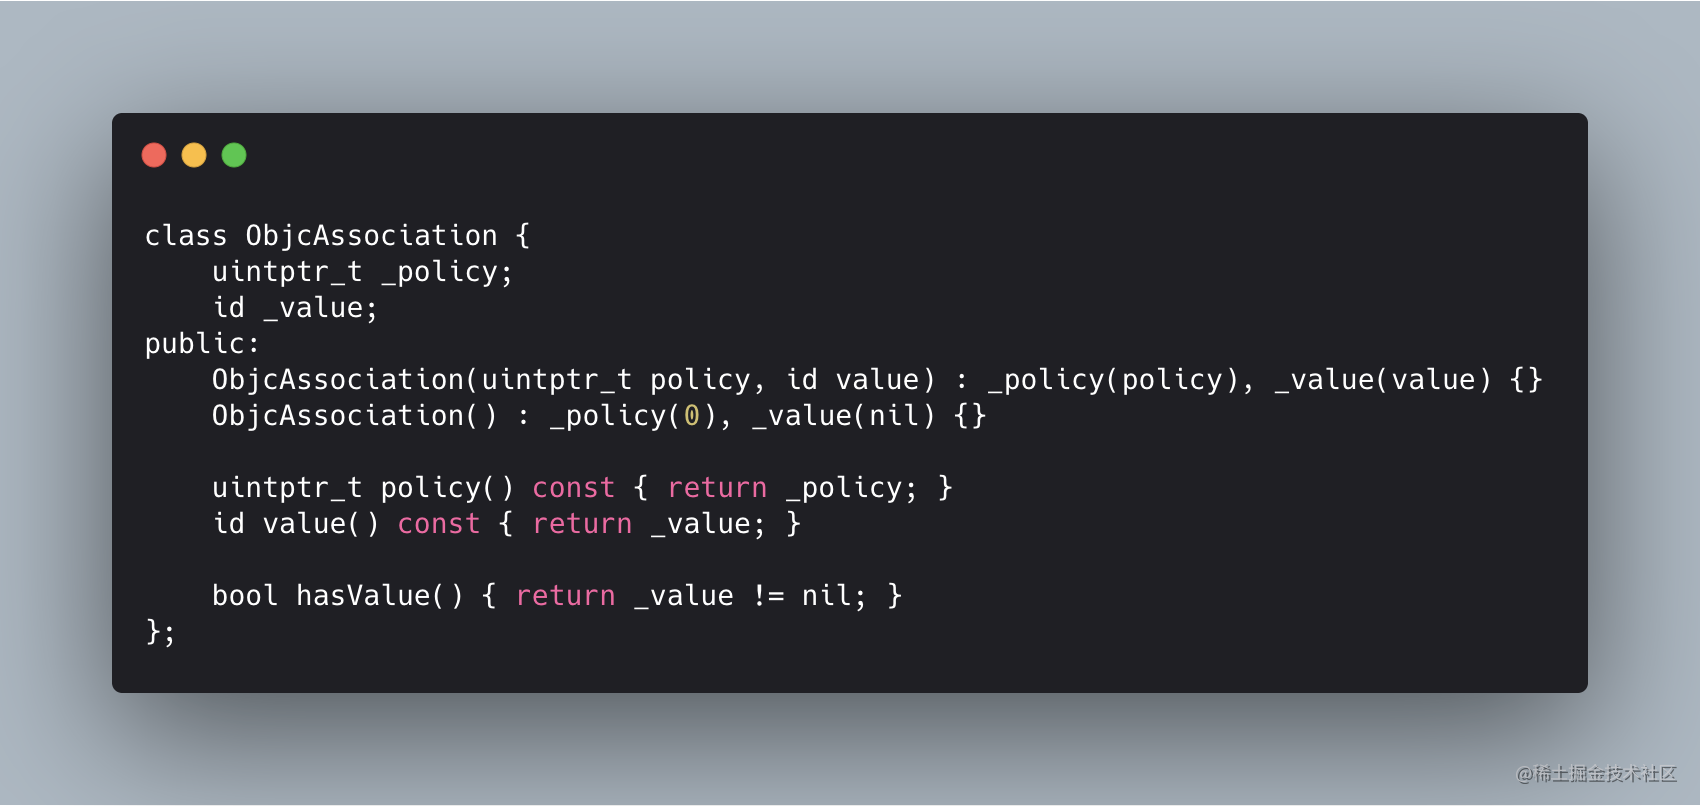 class ObjcAssociation {
    uintptr_t _policy;
    id _value;
public:
    ObjcAssociation(uintptr_t policy, id value) : _policy(policy), _value(value) {}
    ObjcAssociation() : _policy(0), _value(nil) {}

    uintptr_t policy() const { return _policy; }
    id value() const { return _value; }

    bool hasValue() { return _value != nil; }
};
@稀土掘金技术社区